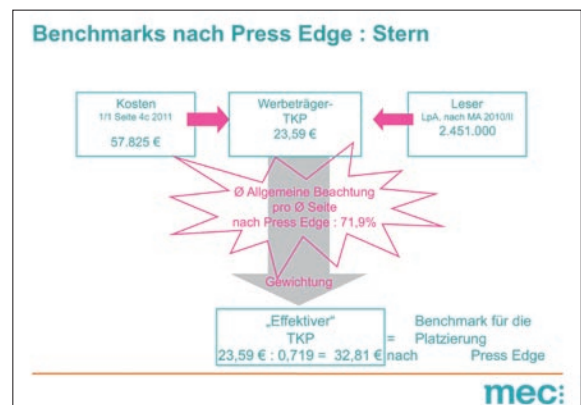 Benchmarks nach Press Edge : Stern
Kosten
1/1 Seite 4c 2011
57.825 €
Werbeträger-
TKP
23,59 €
Leser
LpA, nach MA 2010/II
2.451.000
Ø Allgemeine Beachtung
pro Ø Seite
nach Press Edge : 71,9%
Gewichtung
„Effektiver“
TKP
23,59 € : 0,719 = 32,81 €
Benchmark für die
= Platzierung
nach Press Edge
mec